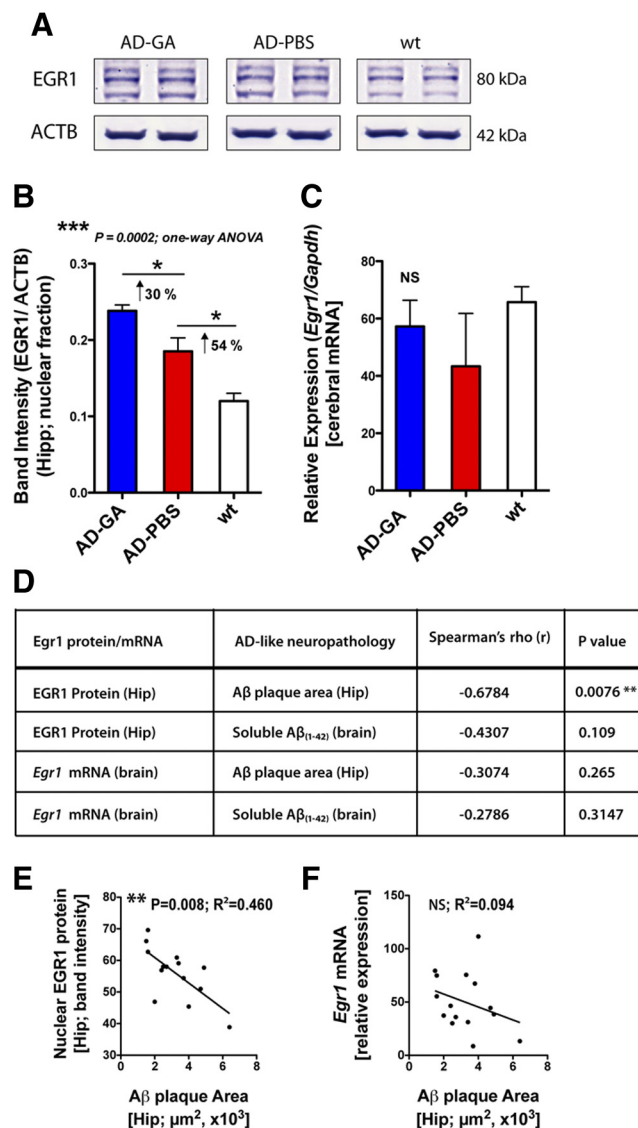 A
AD-GA AD-PBS wt
EGR1
80 kDa
ACTB
42 kDa
B
*** P = 0.0002; one-way ANOVA
Band Intensity (EGR1/ ACTB)
(Hipp; nuclear fraction)
0.3
0.2
0.1
0.0
*
↑30 %
*
↑54 %
AD-GA
AD-PBS
wt
C
Relative Expression (Egr1/Gapdh)
[cerebral mRNA]
80
60
40
20
0
NS
AD-GA
AD-PBS
wt
D
Egr1 protein/mRNA AD-like neuropathology Spearman's rho (r) P value
EGR1 Protein (Hip) Aβ plaque area (Hip) -0.6784 0.0076 **
EGR1 Protein (Hip) Soluble Aβ(1-42) (brain) -0.4307 0.109
Egr1 mRNA (brain) Aβ plaque area (Hip) -0.3074 0.265
Egr1 mRNA (brain) Soluble Aβ(1-42) (brain) -0.2786 0.3147
E
Nuclear EGR1 protein
[Hip; band intensity]
** P=0.008; R²=0.460
80
70
60
50
40
30
0 2 4 6 8
Aβ plaque Area
[Hip; µm², x10³]
F
Egr1 mRNA
[relative expression]
NS; R²=0.094
150
100
50
0
0 2 4 6 8
Aβ plaque Area
[Hip; µm², x10³]